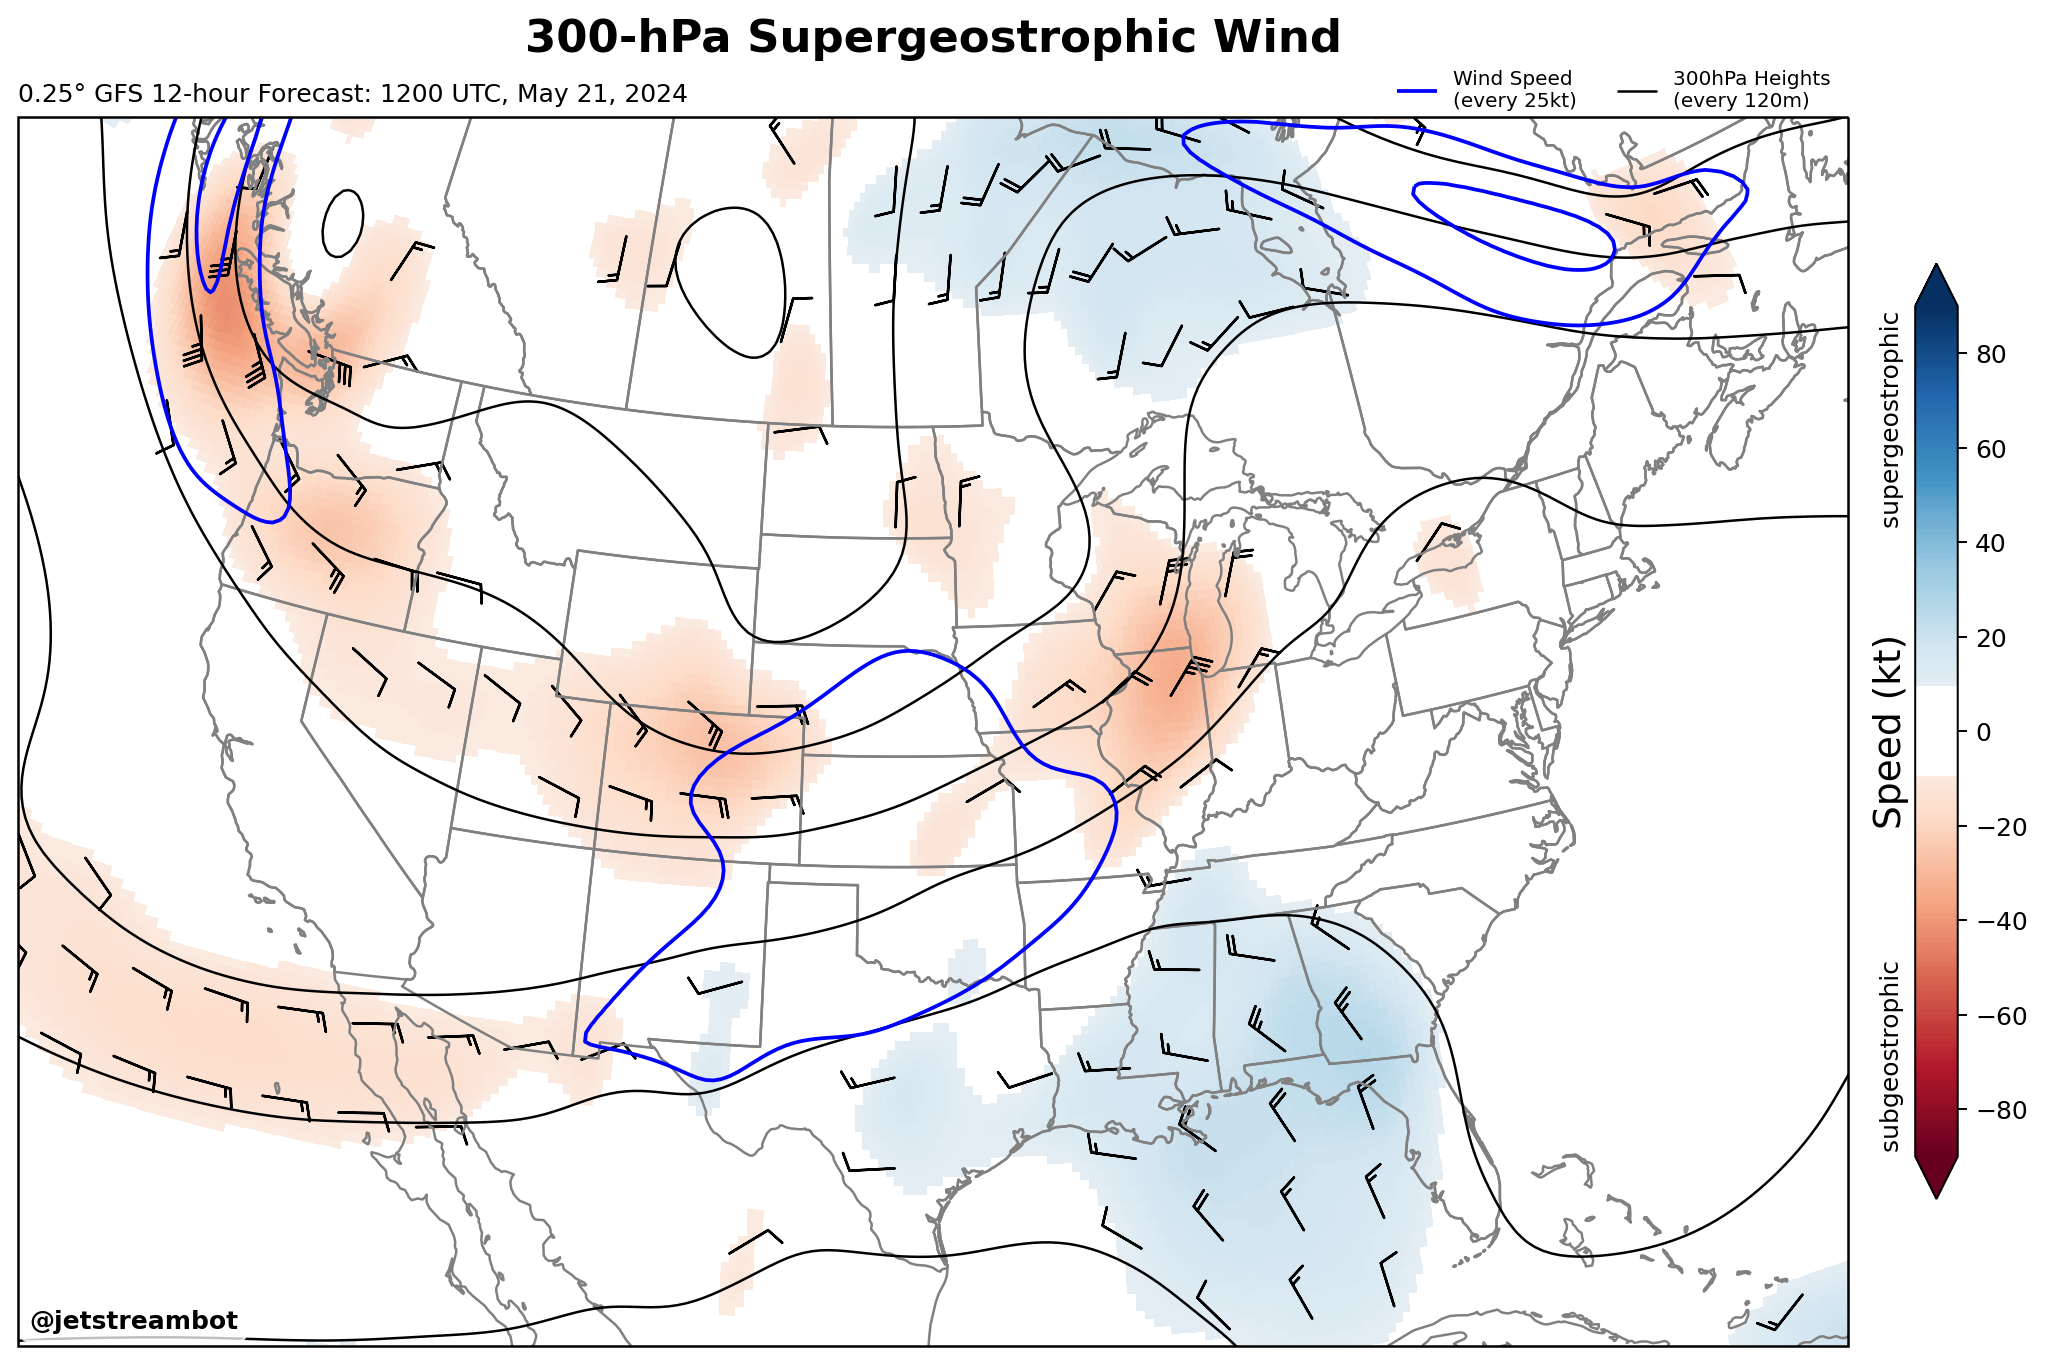 300-hPa Supergeostrophic Wind
0.25° GFS 12-hour Forecast: 1200 UTC, May 21, 2024
Wind Speed
(every 25kt)
300hPa Heights
(every 120m)
supergeostrophic
Speed (kt)
subgeostrophic
80
60
40
20
0
−20
−40
−60
−80
@jetstreambot